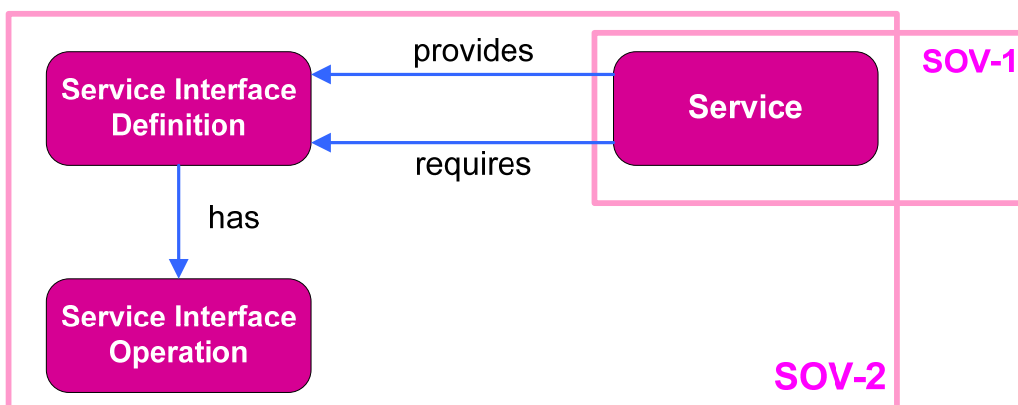 provides
SOV-1
Service Interface
Definition
Service
requires
has
Service Interface
Operation
SOV-2